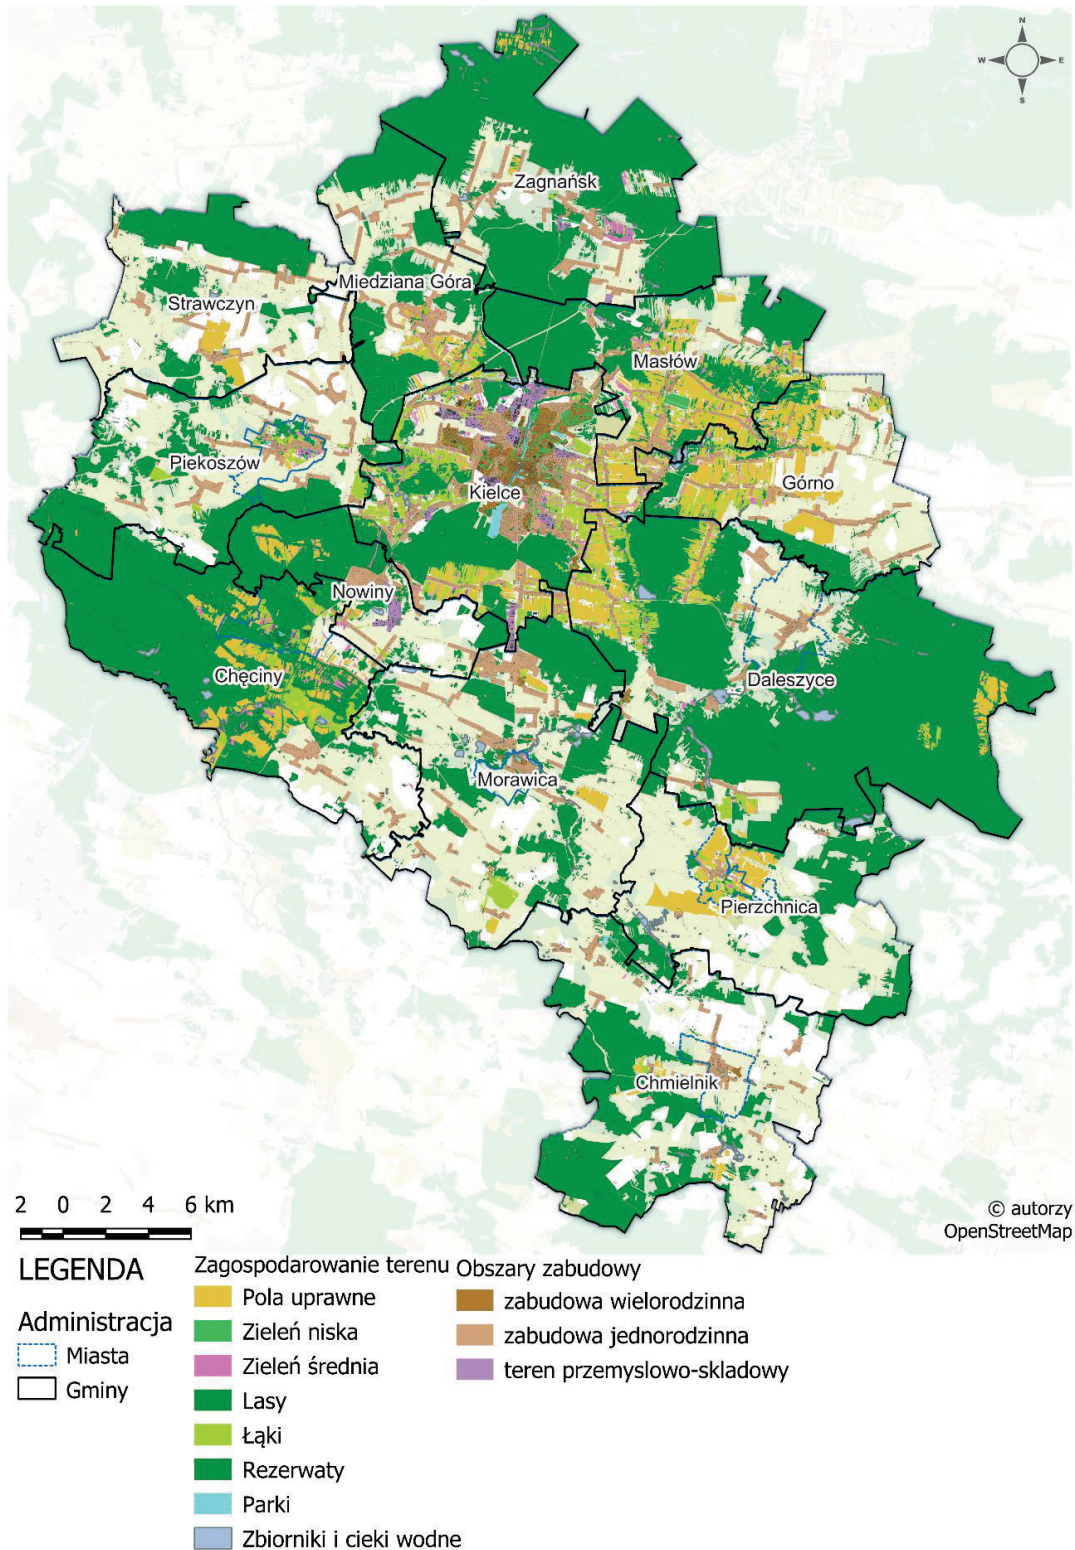 N
W
E
S
Zagnańsk
Miedziana Góra
Strawczyn
Masłów
Piekoszów
Górno
Kielce
Nowiny
Chęciny
Daleszyce
Morawica
Pierzchnica
Chmielnik
2 0 2 4 6 km
© autorzy
OpenStreetMap
LEGENDA
Administracja
Miasta
Gminy
Zagospodarowanie terenu
Pola uprawne
Zieleń niska
Zieleń średnia
Lasy
Łąki
Rezerwaty
Parki
Zbiorniki i cieki wodne
Obszary zabudowy
zabudowa wielorodzinna
zabudowa jednorodzinna
teren przemyslowo-skladowy